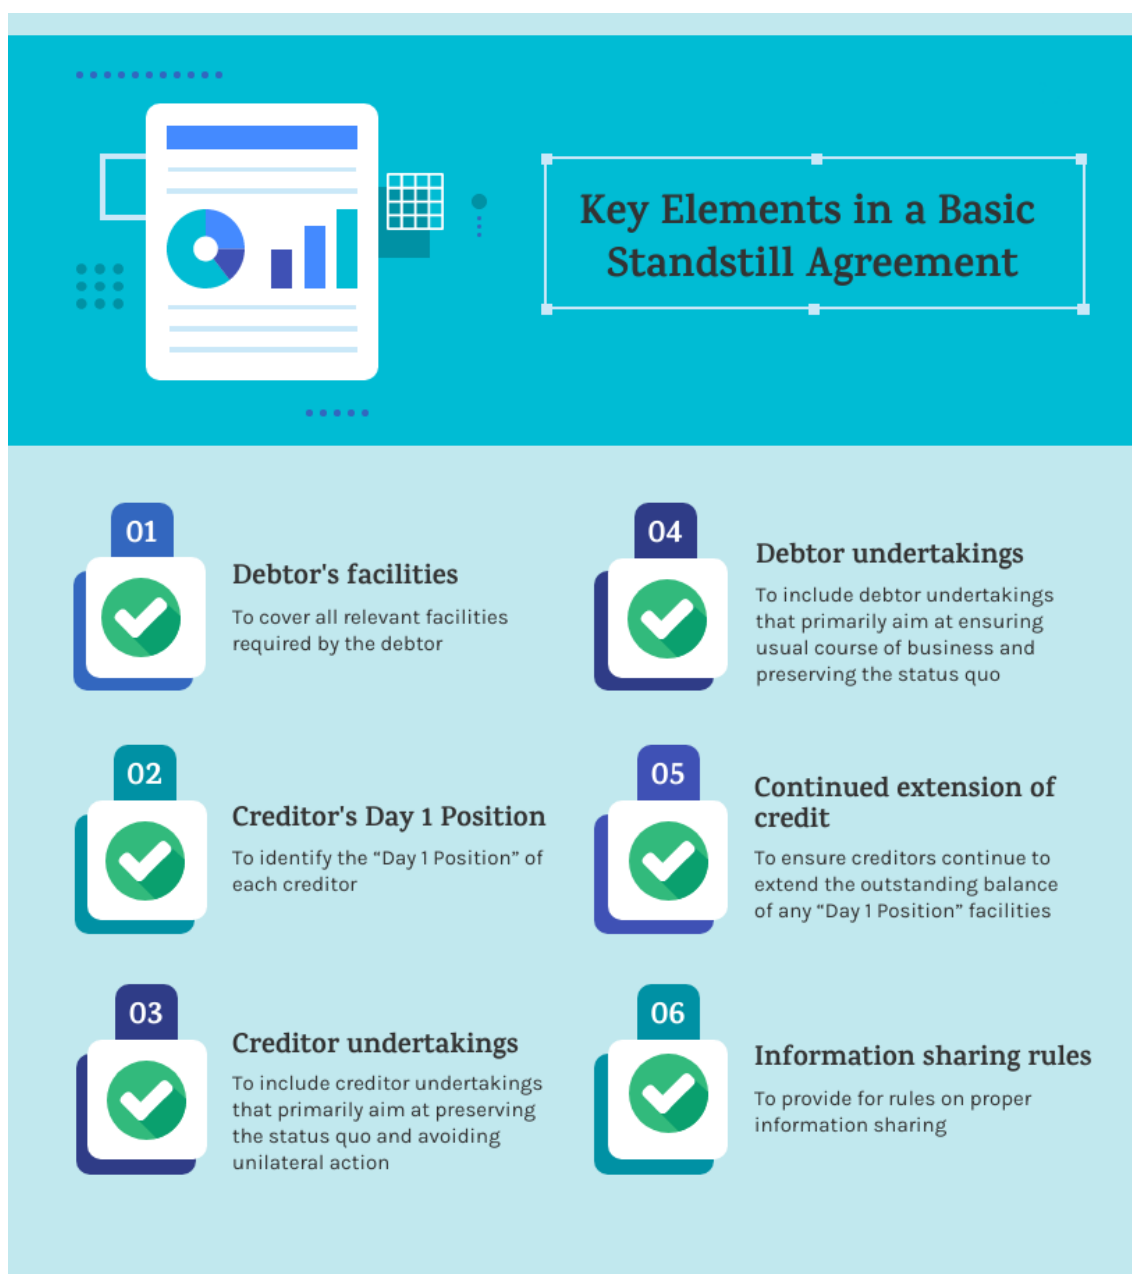 Key Elements in a Basic
Standstill Agreement
01
Debtor's facilities
To cover all relevant facilities
required by the debtor
02
Creditor's Day 1 Position
To identify the “Day 1 Position” of
each creditor
03
Creditor undertakings
To include creditor undertakings
that primarily aim at preserving
the status quo and avoiding
unilateral action
04
Debtor undertakings
To include debtor undertakings
that primarily aim at ensuring
usual course of business and
preserving the status quo
05
Continued extension of
credit
To ensure creditors continue to
extend the outstanding balance
of any “Day 1 Position” facilities
06
Information sharing rules
To provide for rules on proper
information sharing